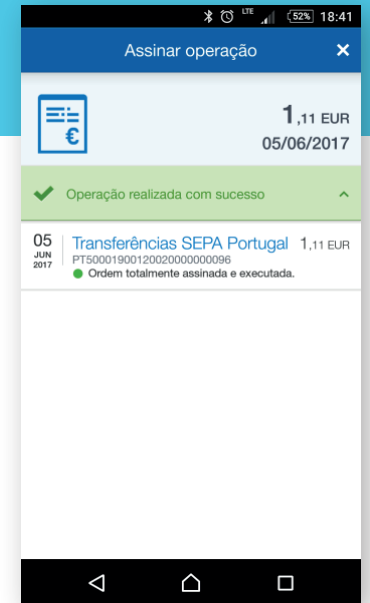 LTE 52% 18:41
Assinar operação ×
€ 1,11 EUR
05/06/2017
Operação realizada com sucesso
05 Transferências SEPA Portugal 1,11 EUR
JUN PT50001900120020000000096
2017 Ordem totalmente assinada e executada.